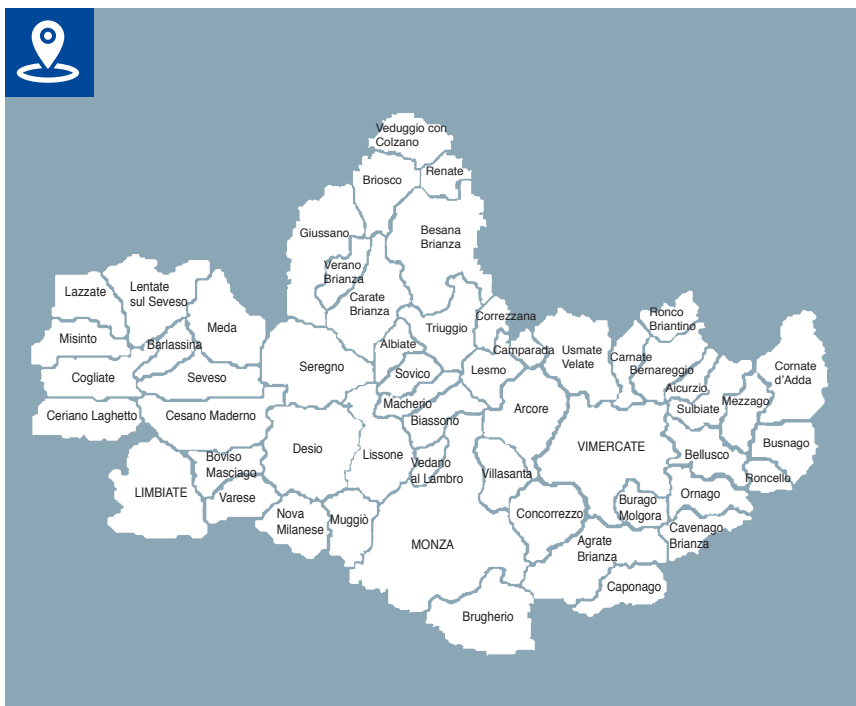 Veduggio con
Colzano
Renate
Briosco
Besana
Brianza
Giussano
Verano
Brianza
Carate
Brianza
Lazzate
Lentate
sul Seveso
Meda
Misinto
Barlassina
Cogliate
Seveso
Ceriano Laghetto
Cesano Maderno
Seregno
Albiate
Triuggio
Correzzana
Camparada
Sovico
Lesmo
Macherio
Biassono
Arcore
Usmate
Velate
Carnate
Ronco
Briantino
Bernareggio
Aicurzio
Sulbiate
Mezzago
Cornate
d'Adda
Busnago
Roncello
Bellusco
VIMERCATE
Ornago
Burago
Molgora
Cavenago
Brianza
Desio
Lissone
Vedano
al Lambro
Villasanta
Concorrezzo
Agrate
Brianza
Caponago
LIMBIATE
Boviso
Masciago
Varese
Nova
Milanese
Muggiò
MONZA
Brugherio